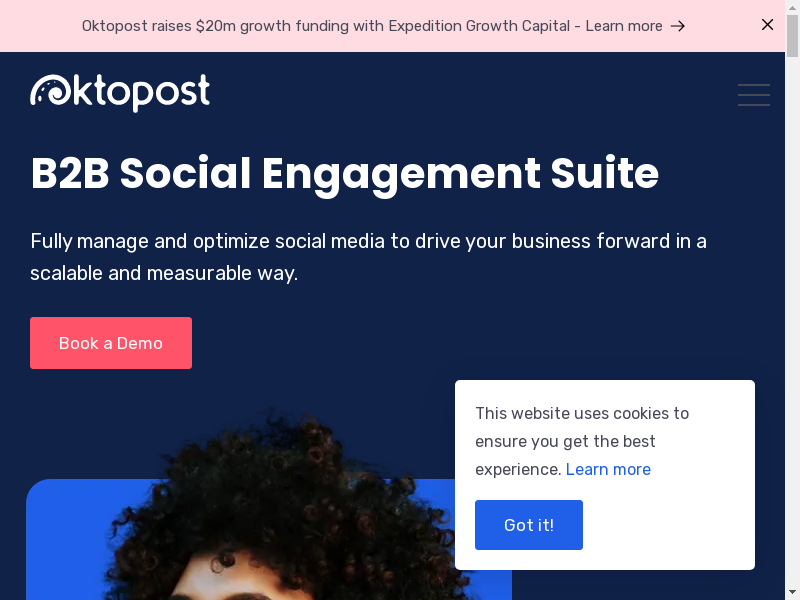 Oktopost raises $20m growth funding with Expedition Growth Capital - Learn more
Oktopost
B2B Social Engagement Suite
Fully manage and optimize social media to drive your business forward in a
scalable and measurable way.
Book a Demo
This website uses cookies to
ensure you get the best
experience. Learn more
Got it!